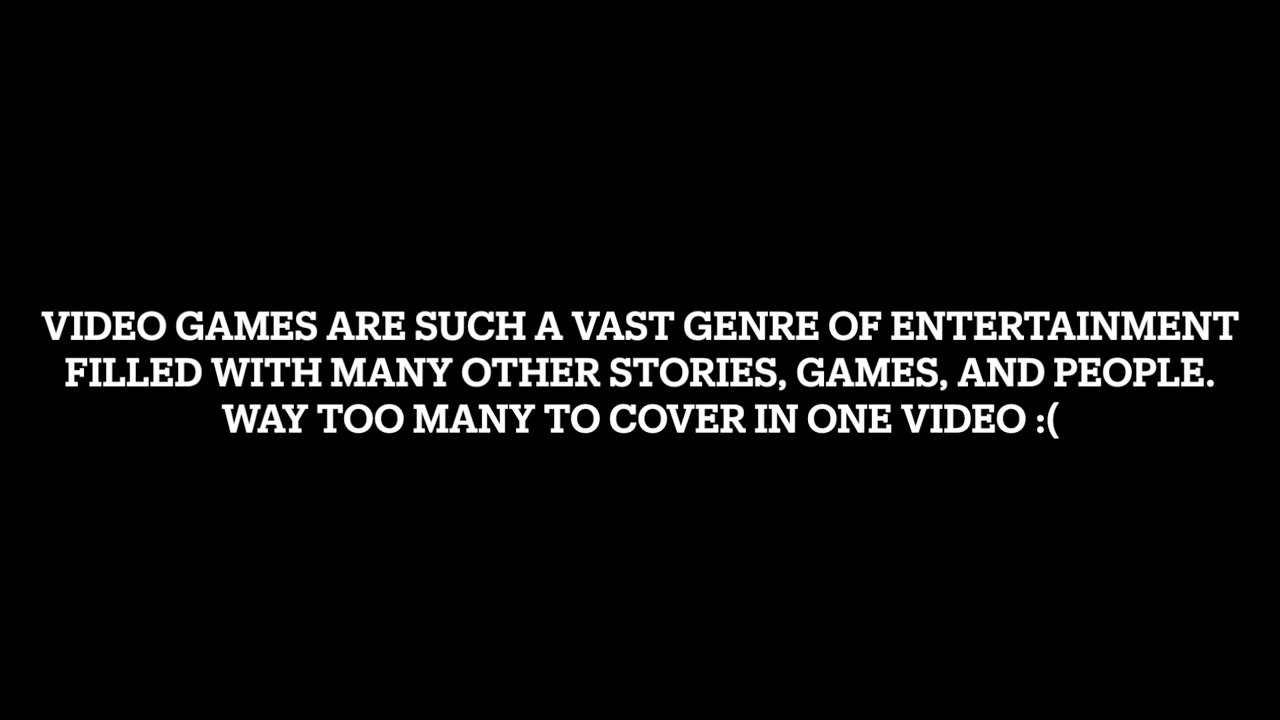 VIDEO GAMES ARE SUCH A VAST GENRE OF ENTERTAINMENT
FILLED WITH MANY OTHER STORIES, GAMES, AND PEOPLE.
WAY TOO MANY TO COVER IN ONE VIDEO :(